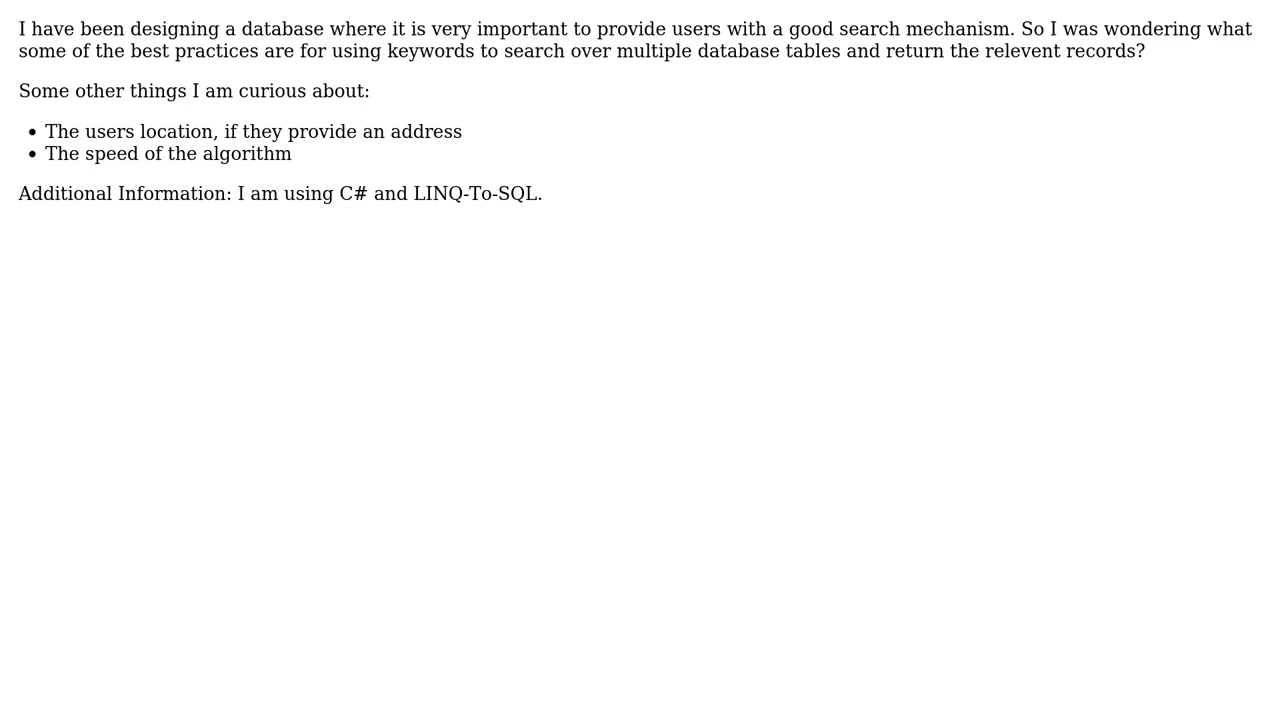 I have been designing a database where it is very important to provide users with a good search mechanism. So I was wondering what
some of the best practices are for using keywords to search over multiple database tables and return the relevent records?
Some other things I am curious about:
• The users location, if they provide an address
• The speed of the algorithm
Additional Information: I am using C# and LINQ-To-SQL.